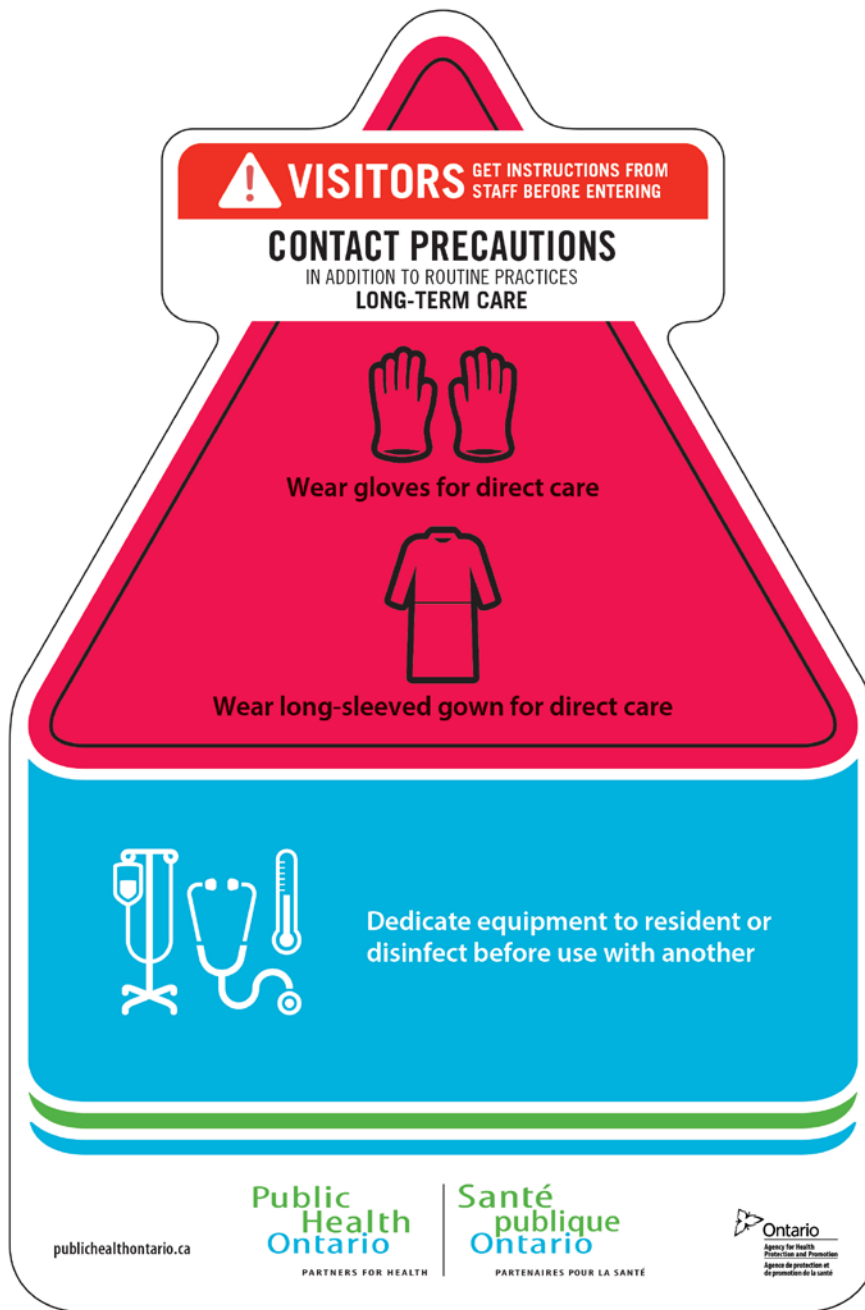 VISITORS GET INSTRUCTIONS FROM
STAFF BEFORE ENTERING
CONTACT PRECAUTIONS
IN ADDITION TO ROUTINE PRACTICES
LONG-TERM CARE
Wear gloves for direct care
Wear long-sleeved gown for direct care
Dedicate equipment to resident or
disinfect before use with another
publichealthontario.ca
Public
Health
Ontario
PARTNERS FOR HEALTH
Santé
publique
Ontario
PARTENAIRES POUR LA SANTÉ
Ontario
Agency for Health
Protection and Promotion
Agence de protection et
de promotion de la santé